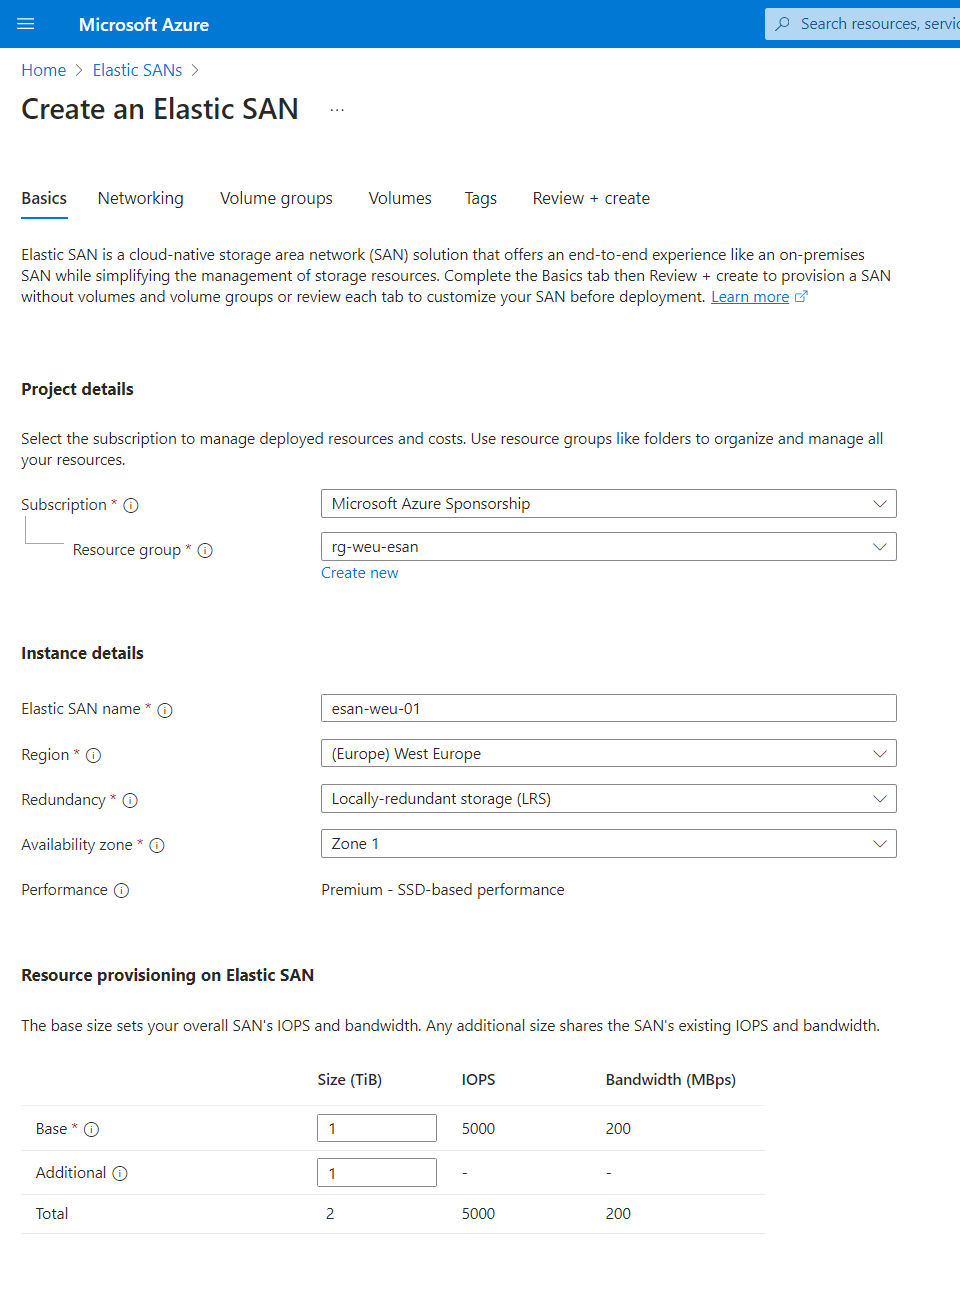 Microsoft Azure
Search resources, servic
Home > Elastic SANs >
Create an Elastic SAN ...
Basics Networking Volume groups Volumes Tags Review + create
Elastic SAN is a cloud-native storage area network (SAN) solution that offers an end-to-end experience like an on-premises
SAN while simplifying the management of storage resources. Complete the Basics tab then Review + create to provision a SAN
without volumes and volume groups or review each tab to customize your SAN before deployment. Learn more
Project details
Select the subscription to manage deployed resources and costs. Use resource groups like folders to organize and manage all
your resources.
Subscription * Microsoft Azure Sponsorship
Resource group * rg-weu-esan
Create new
Instance details
Elastic SAN name * esan-weu-01
Region * (Europe) West Europe
Redundancy * Locally-redundant storage (LRS)
Availability zone * Zone 1
Performance Premium - SSD-based performance
Resource provisioning on Elastic SAN
The base size sets your overall SAN's IOPS and bandwidth. Any additional size shares the SAN's existing IOPS and bandwidth.
Size (TiB) IOPS Bandwidth (MBps)
Base * 1 5000 200
Additional 1 - -
Total 2 5000 200